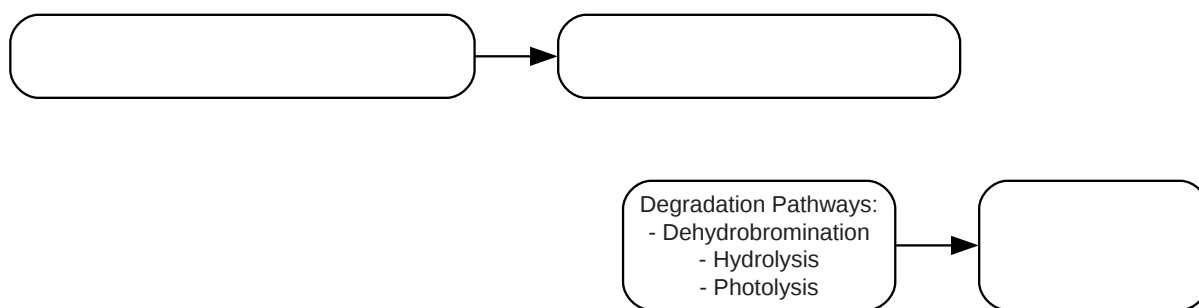 Degradation Pathways:
- Dehydrobromination
- Hydrolysis
- Photolysis